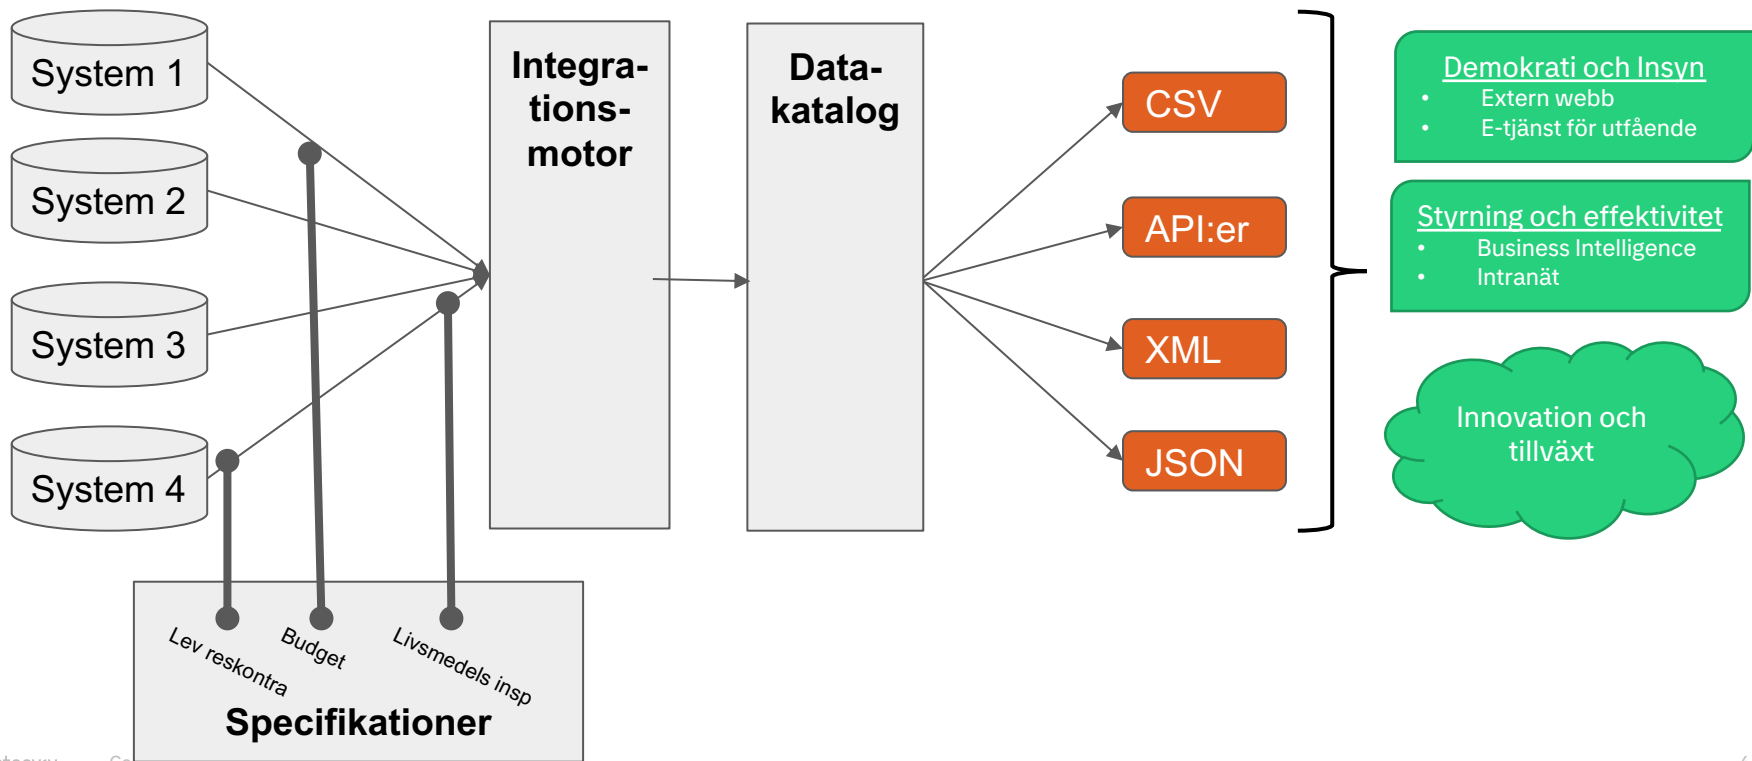 System 1
System 2
System 3
System 4
Integra-
tions-
motor
Data-
katalog
CSV
API:er
XML
JSON
Demokrati och Insyn
• Extern webb
• E-tjänst för utfående
Styrning och effektivitet
• Business Intelligence
• Intranät
Innovation och
tillväxt
Lev reskontra
Budget
Livsmedels insp
Specifikationer